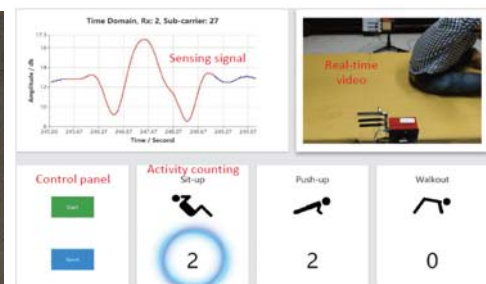 Time Domain, Rx: 2, Sub-carrier: 27
Sensing signal
Amplitude / db
Time / Second
Real-time
video
Control panel
Start
Activity counting
Sit-up
2
Push-up
2
Walkout
0